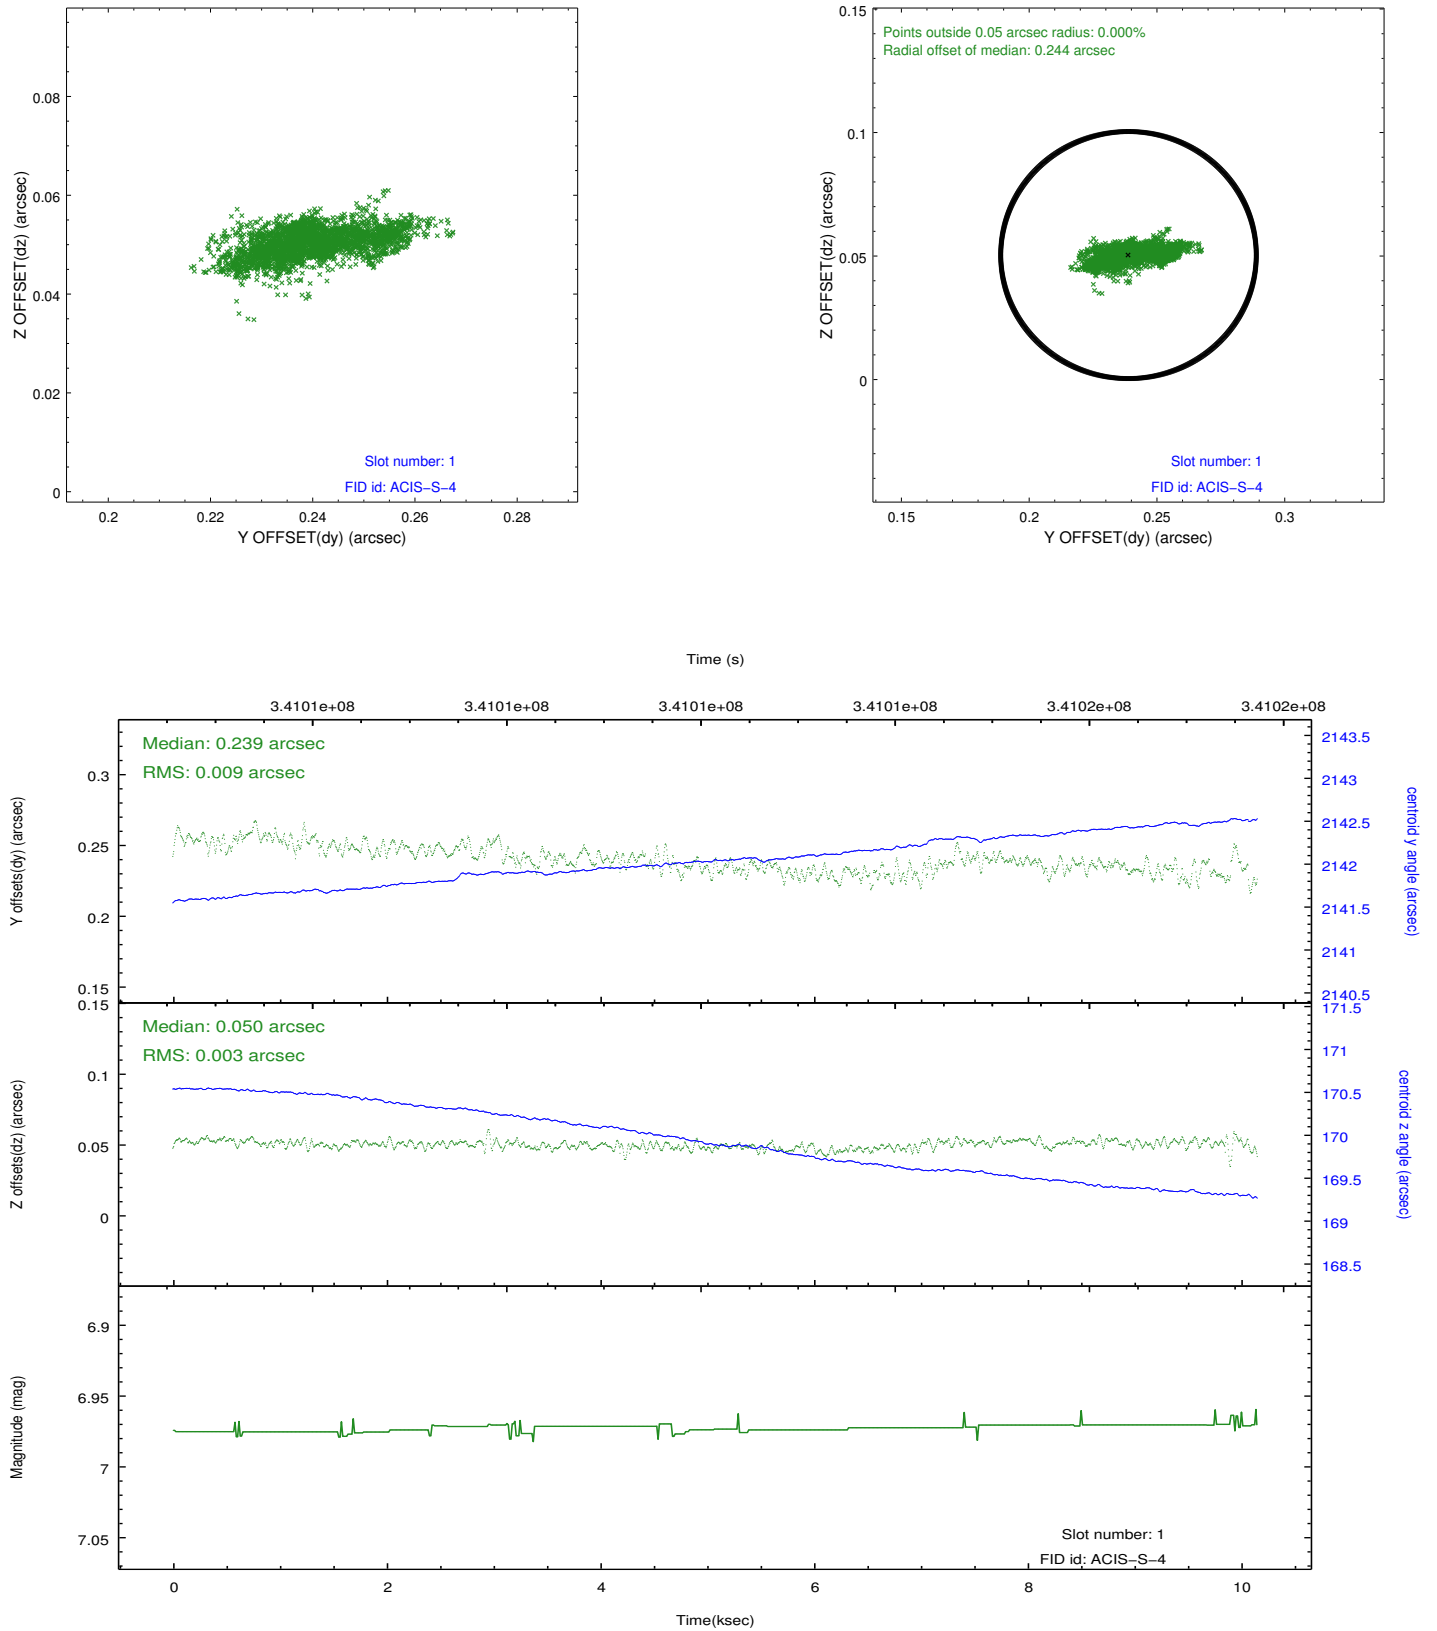 0.08
0.06
0.04
0.02
0
Z OFFSET(dz) (arcsec)
Slot number: 1
FID id: ACIS−S−4
0.2 0.22 0.24 0.26 0.28
Y OFFSET(dy) (arcsec)
0.15
0.1
0.05
0
Z OFFSET(dz) (arcsec)
Points outside 0.05 arcsec radius: 0.000%
Radial offset of median: 0.244 arcsec
Slot number: 1
FID id: ACIS−S−4
0.15 0.2 0.25 0.3
Y OFFSET(dy) (arcsec)
Time (s)
3.4101e+08 3.4101e+08 3.4101e+08 3.4101e+08 3.4102e+08 3.4102e+08
Median: 0.239 arcsec
RMS: 0.009 arcsec
0.3
0.25
0.2
0.15
Y offsets(dy) (arcsec)
2143.5
2143
2142.5
2142
2141.5
2141
2140.5
centroid y angle (arcsec)
Median: 0.050 arcsec
RMS: 0.003 arcsec
0.15
0.1
0.05
0
Z offsets(dz) (arcsec)
171.5
171
170.5
170
169.5
169
168.5
centroid z angle (arcsec)
6.9
6.95
7
7.05
Magnitude (mag)
Slot number: 1
FID id: ACIS−S−4
0 2 4 6 8 10
Time(ksec)